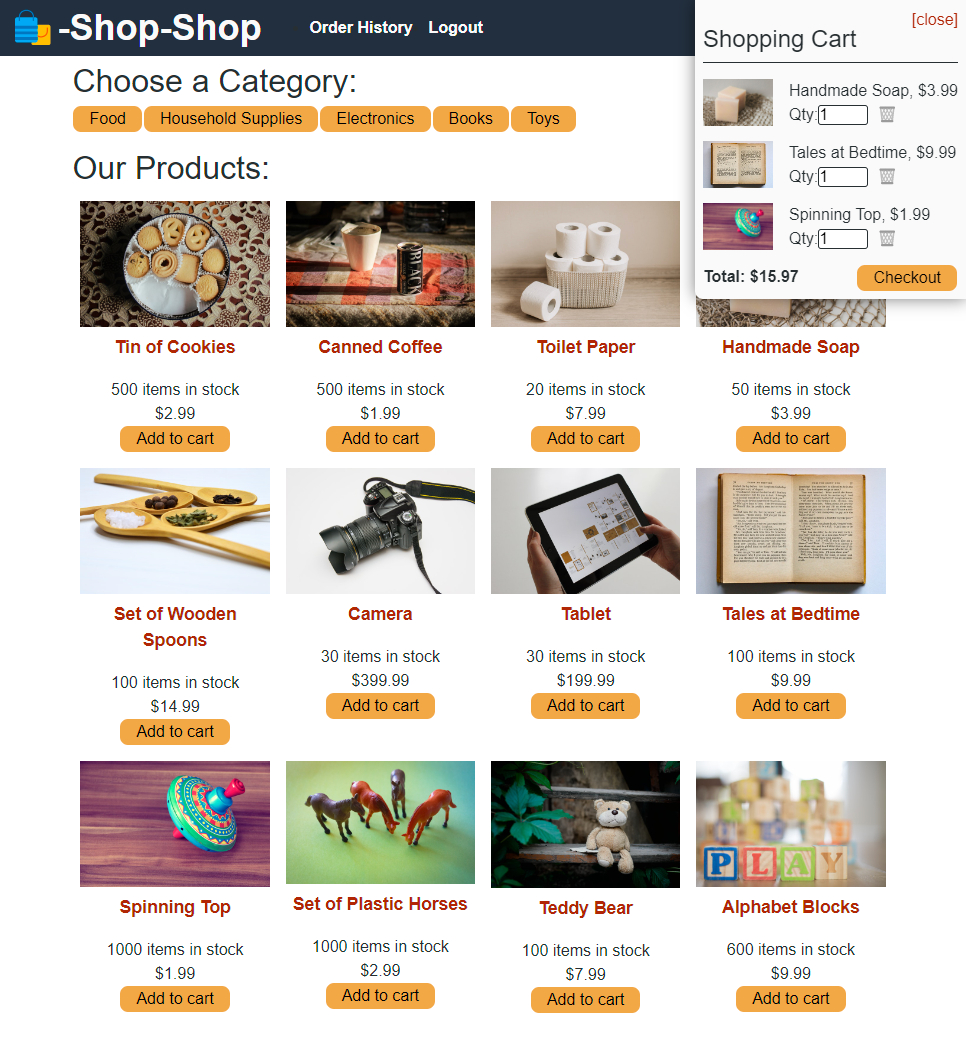 -Shop-Shop
Order History Logout
[close]
Shopping Cart
Handmade Soap, $3.99
Qty: 1
Tales at Bedtime, $9.99
Qty: 1
Spinning Top, $1.99
Qty: 1
Total: $15.97 Checkout
Choose a Category:
Food Household Supplies Electronics Books Toys
Our Products:
Tin of Cookies
500 items in stock
$2.99
Add to cart
Canned Coffee
500 items in stock
$1.99
Add to cart
Toilet Paper
20 items in stock
$7.99
Add to cart
Handmade Soap
50 items in stock
$3.99
Add to cart
Set of Wooden
Spoons
100 items in stock
$14.99
Add to cart
Camera
30 items in stock
$399.99
Add to cart
Tablet
30 items in stock
$199.99
Add to cart
Tales at Bedtime
100 items in stock
$9.99
Add to cart
Spinning Top
1000 items in stock
$1.99
Add to cart
Set of Plastic Horses
1000 items in stock
$2.99
Add to cart
Teddy Bear
100 items in stock
$7.99
Add to cart
PLAY
Alphabet Blocks
600 items in stock
$9.99
Add to cart